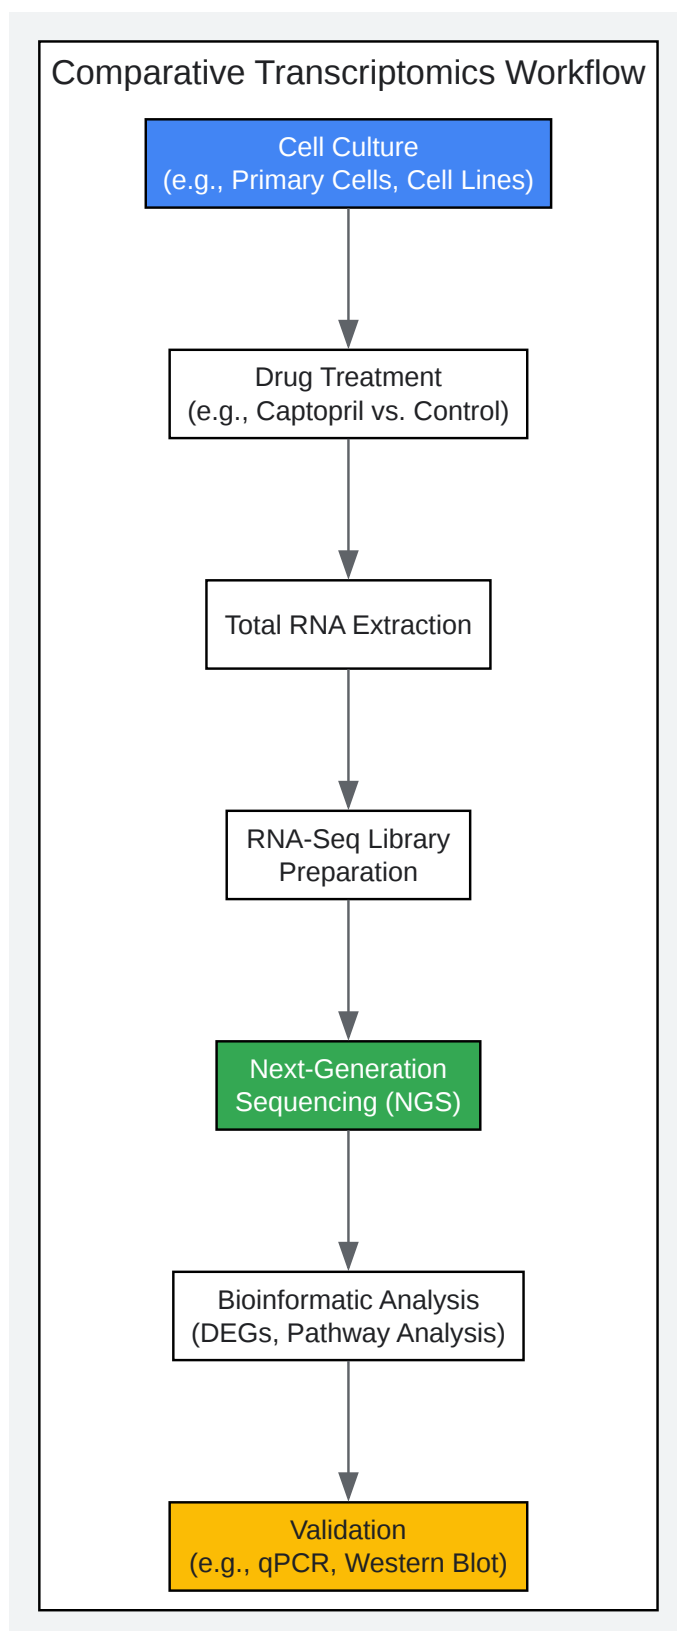 Comparative Transcriptomics Workflow
Cell Culture
(e.g., Primary Cells, Cell Lines)
Drug Treatment
(e.g., Captopril vs. Control)
Total RNA Extraction
RNA-Seq Library
Preparation
Next-Generation
Sequencing (NGS)
Bioinformatic Analysis
(DEGs, Pathway Analysis)
Validation
(e.g., qPCR, Western Blot)